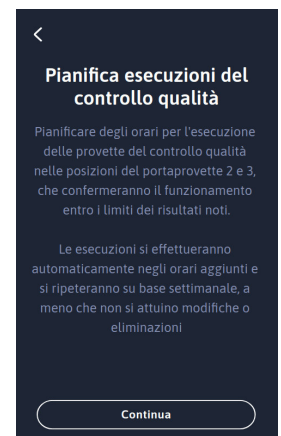 Pianifica esecuzioni del
controllo qualità
Pianificare degli orari per l'esecuzione
delle provette del controllo qualità
nelle posizioni del portaprovette 2 e 3,
che confermeranno il funzionamento
entro i limiti dei risultati noti.
Le esecuzioni si effettueranno
automaticamente negli orari aggiunti e
si ripeteranno su base settimanale, a
meno che non si attuino modifiche o
eliminazioni
Continua